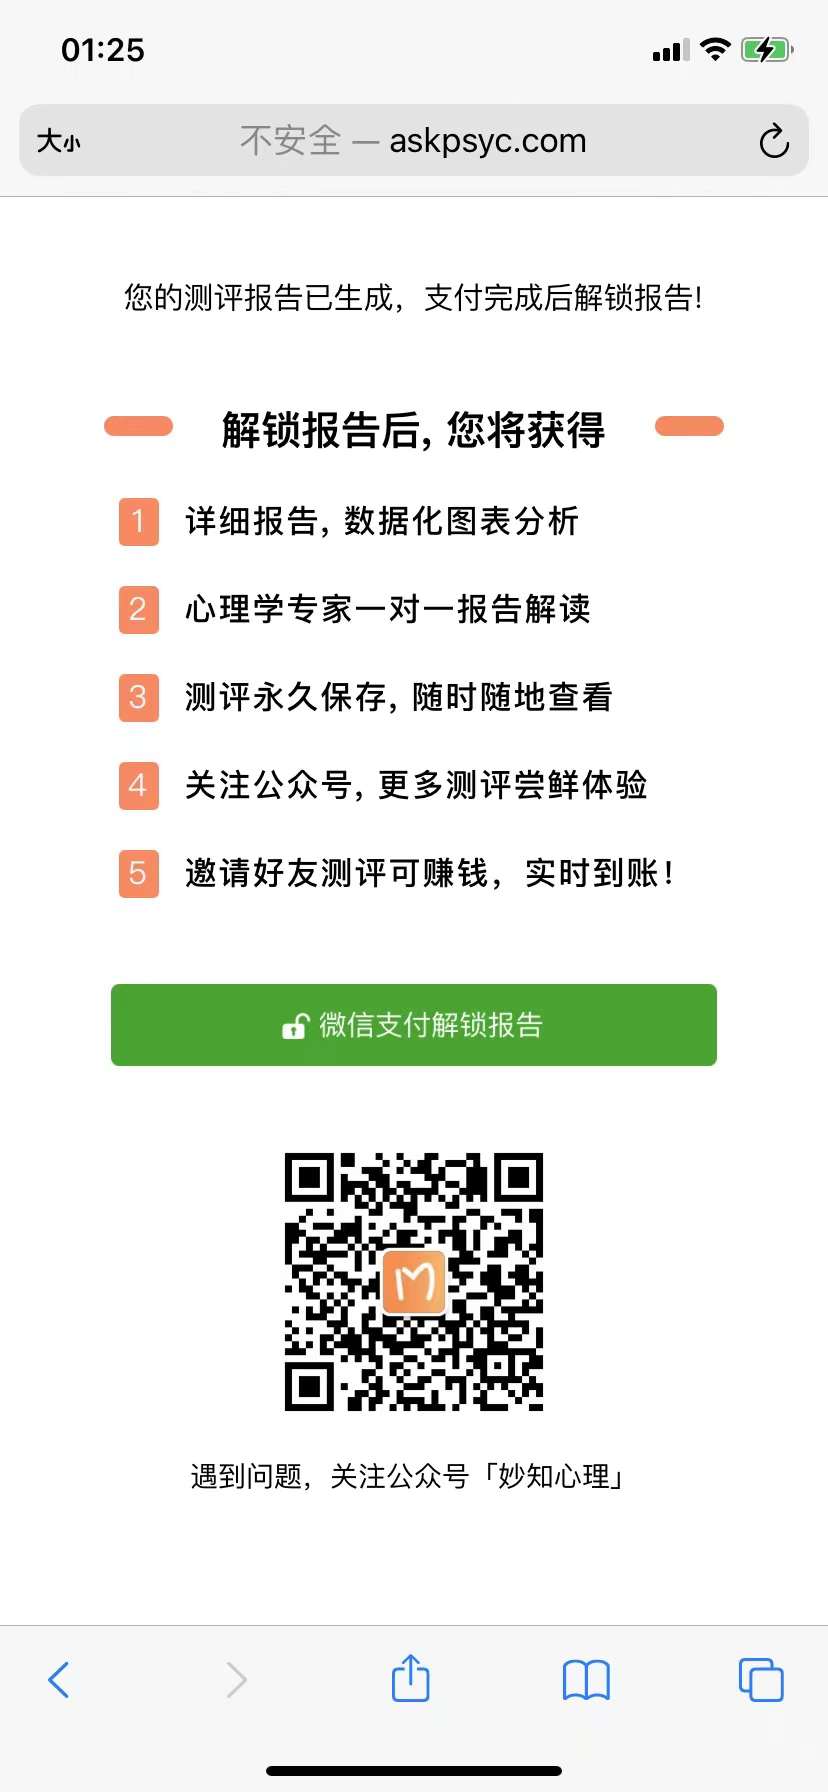 01:25
大小 不安全 — askpsyc.com
您的测评报告已生成，支付完成后解锁报告!
解锁报告后, 您将获得
1 详细报告, 数据化图表分析
2 心理学专家一对一报告解读
3 测评永久保存, 随时随地查看
4 关注公众号, 更多测评尝鲜体验
5 邀请好友测评可赚钱，实时到账！
微信支付解锁报告
M
遇到问题，关注公众号「妙知心理」